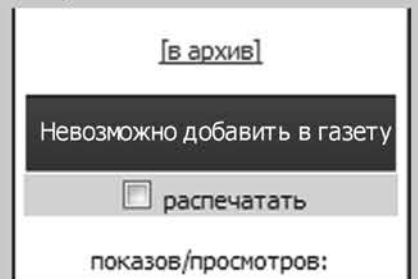 [в архив]
Невозможно добавить в газету
распечатать
показов/просмотров: